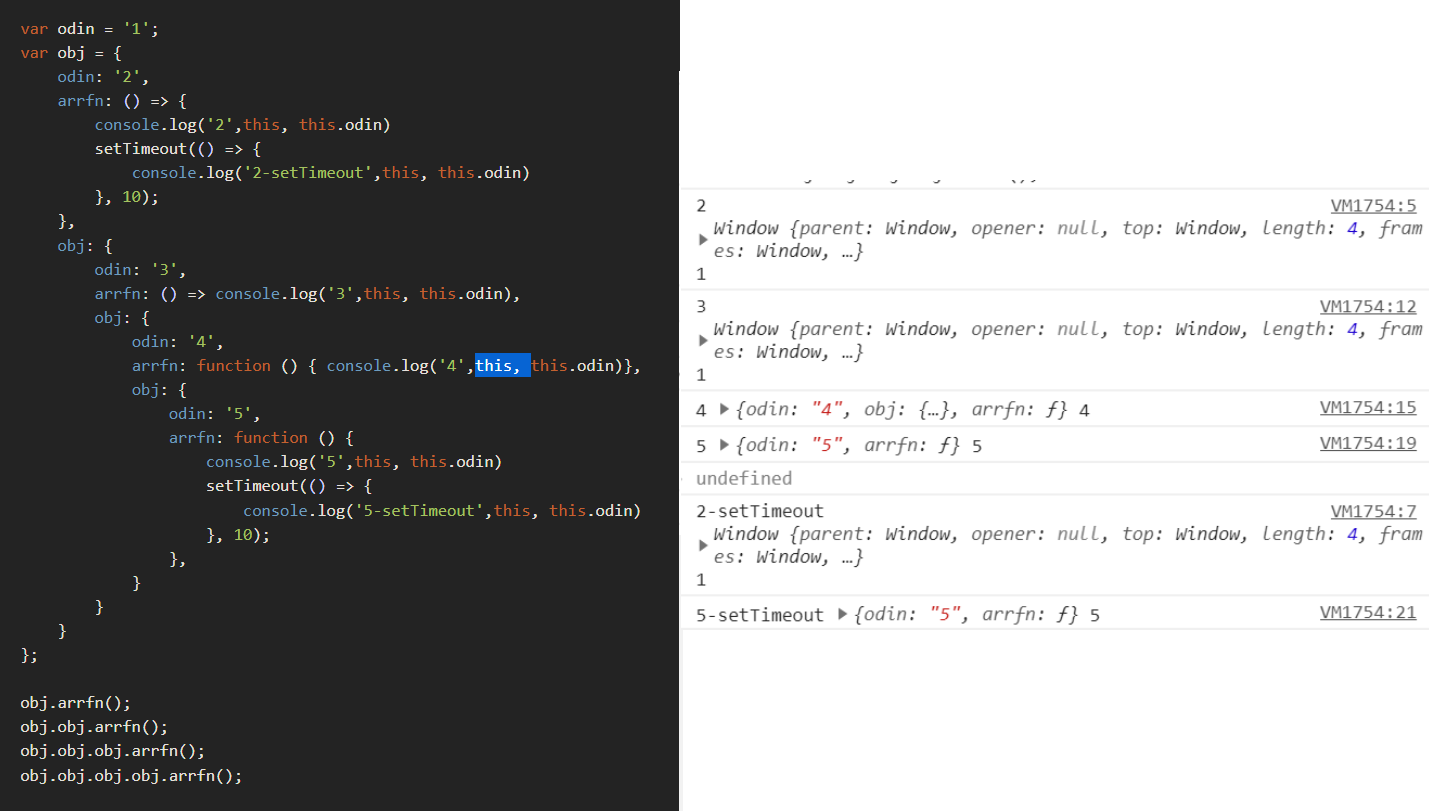 var odin = '1';
var obj = {
    odin: '2',
    arrfn: () => {
        console.log('2',this, this.odin)
        setTimeout(() => {
            console.log('2-setTimeout',this, this.odin)
        }, 10);
    },
    obj: {
        odin: '3',
        arrfn: () => console.log('3',this, this.odin),
        obj: {
            odin: '4',
            arrfn: function () { console.log('4',this, this.odin)},
            obj: {
                odin: '5',
                arrfn: function () {
                    console.log('5',this, this.odin)
                    setTimeout(() => {
                        console.log('5-setTimeout',this, this.odin)
                    }, 10);
                },
            }
        }
    }
};

obj.arrfn();
obj.obj.arrfn();
obj.obj.obj.arrfn();
obj.obj.obj.obj.arrfn();
2 VM1754:5
Window {parent: Window, opener: null, top: Window, length: 4, fram
es: Window, …}
1
3 VM1754:12
Window {parent: Window, opener: null, top: Window, length: 4, fram
es: Window, …}
1
4 {odin: "4", obj: {…}, arrfn: ƒ} 4 VM1754:15
5 {odin: "5", arrfn: ƒ} 5 VM1754:19
undefined
2-setTimeout VM1754:7
Window {parent: Window, opener: null, top: Window, length: 4, fram
es: Window, …}
1
5-setTimeout {odin: "5", arrfn: ƒ} 5 VM1754:21